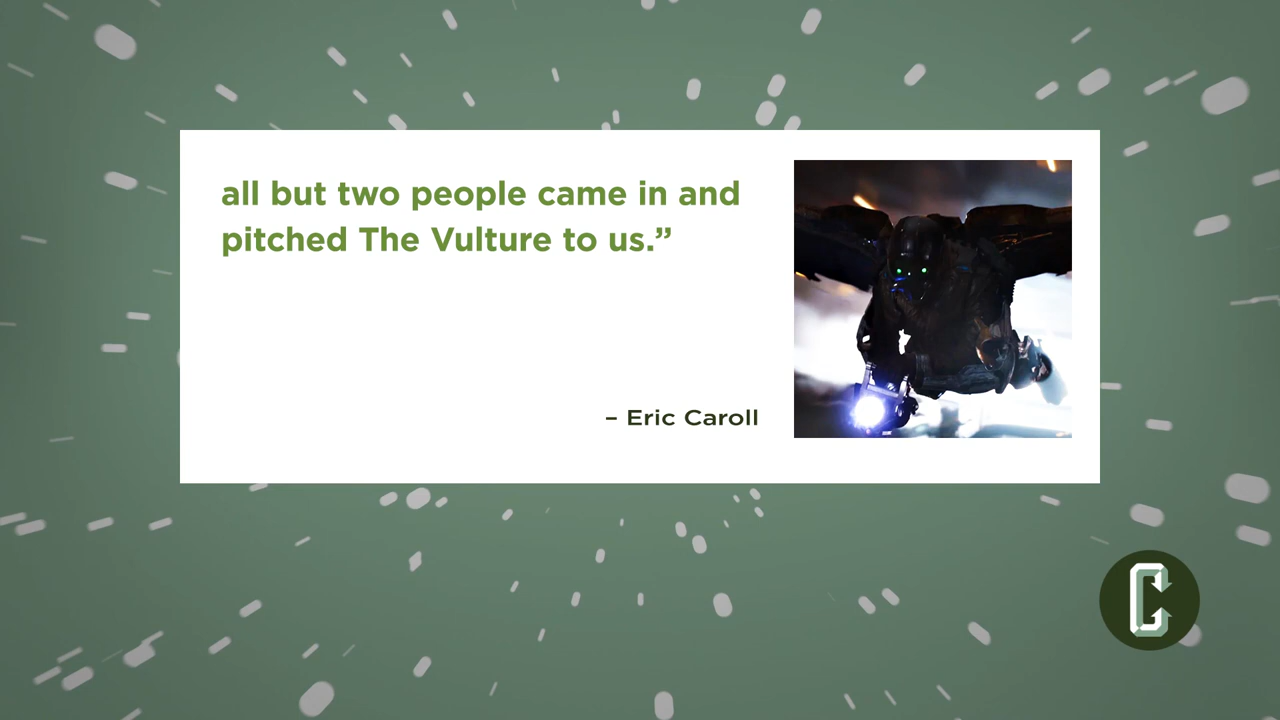 all but two people came in and
pitched The Vulture to us.”
– Eric Caroll